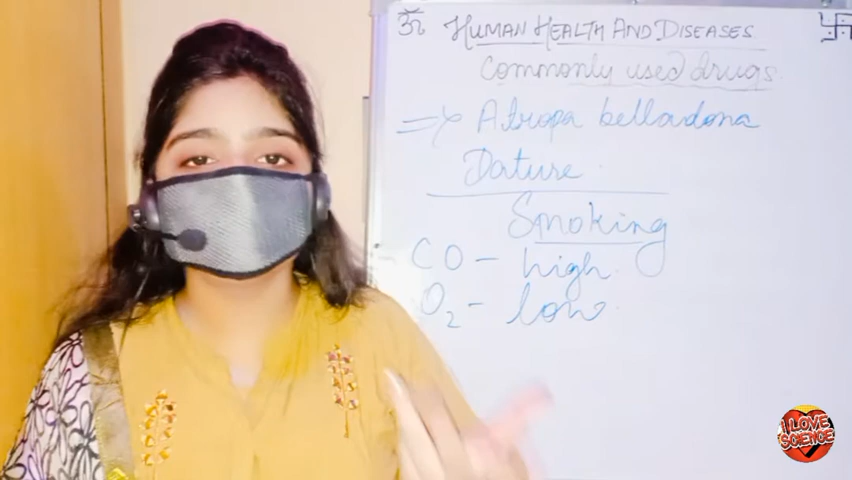 ॐ HUMAN HEALTH AND DISEASES
Commonly used drugs
Atropa belladona
Dature
Smoking
CO - high
O₂ - low
I LOVE
SCIENCE